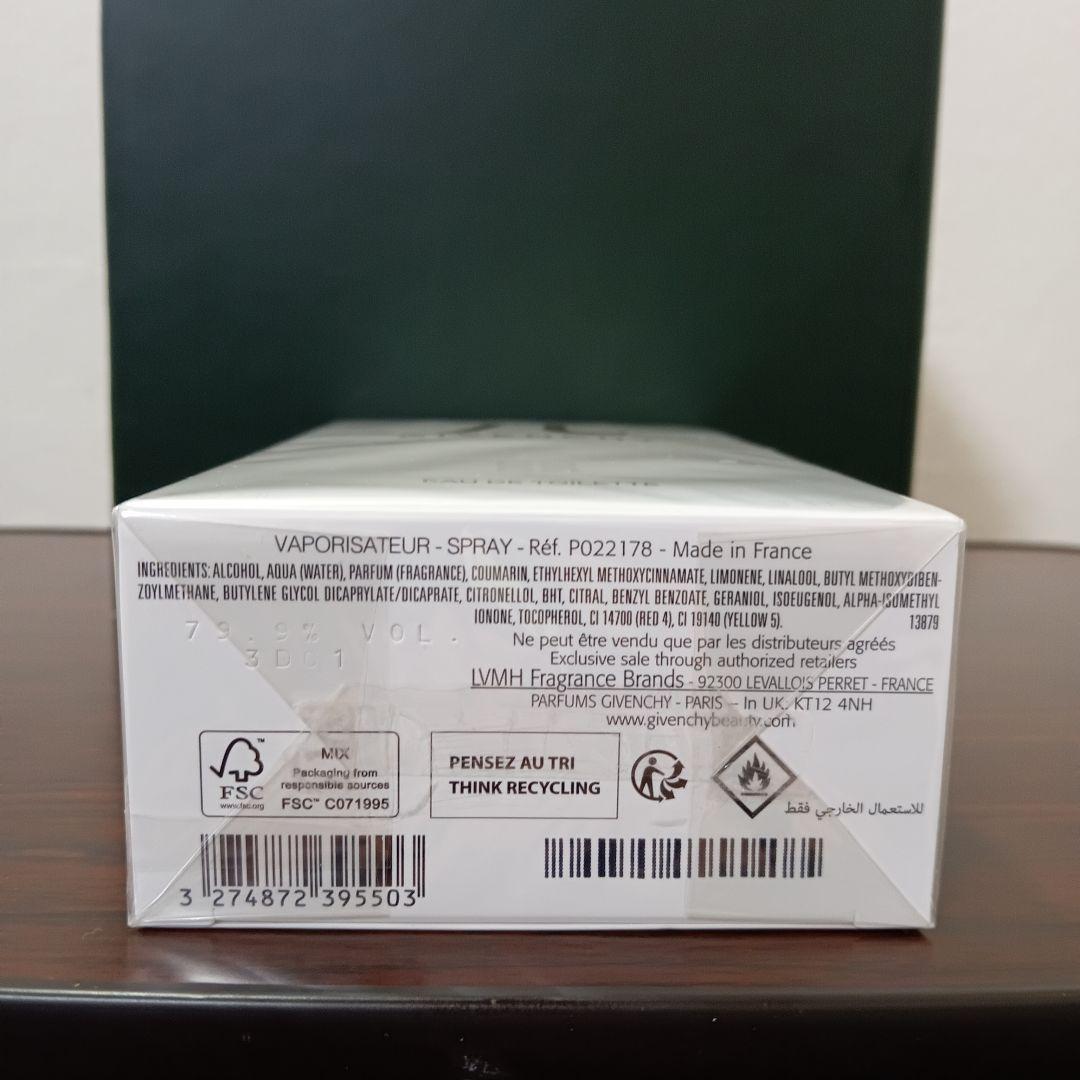 EAU DE TOILETTE
VAPORISATEUR - SPRAY - Réf. P022178 - Made in France
INGREDIENTS: ALCOHOL, AQUA (WATER), PARFUM (FRAGRANCE), COUMARIN, ETHYLHEXYL METHOXYCINNAMATE, LIMONENE, LINALOOL, BUTYL METHOXYDIBEN-
ZOYLMETHANE, BUTYLENE GLYCOL DICAPRYLATE/DICAPRATE, CITRONELLOL, BHT, CITRAL, BENZYL BENZOATE, GERANIOL, ISOEUGENOL, ALPHA-ISOMETHYL
IONONE, TOCOPHEROL, CI 14700 (RED 4), CI 19140 (YELLOW 5).
13879
79.9% VOL.
3D01
Ne peut être vendu que par les distributeurs agréés
Exclusive sale through authorized retailers
LVMH Fragrance Brands - 92300 LEVALLOIS PERRET - FRANCE
PARFUMS GIVENCHY - PARIS - In UK: KT12 4NH
www.givenchybeauty.com
FSC™
www.fsc.org
MIX
Packaging from
responsible sources
FSC™ C071995
PENSEZ AU TRI
THINK RECYCLING
للاستعمال الخارجي فقط
3 274872 395503